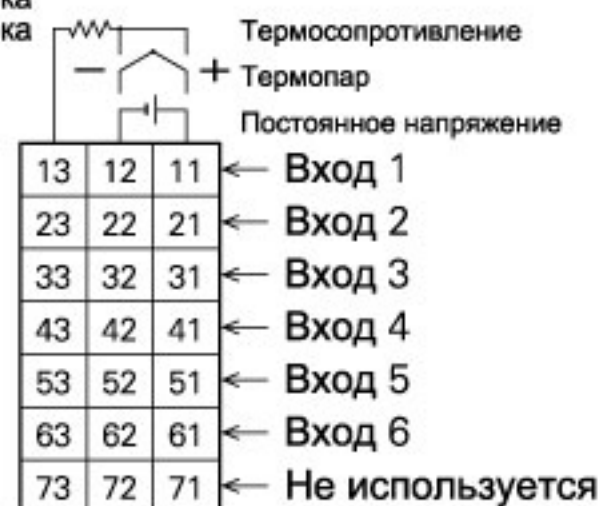 ка
ка Термосопротивление
− + Термопар
Постоянное напряжение
13 12 11 Вход 1
23 22 21 Вход 2
33 32 31 Вход 3
43 42 41 Вход 4
53 52 51 Вход 5
63 62 61 Вход 6
73 72 71 Не используется